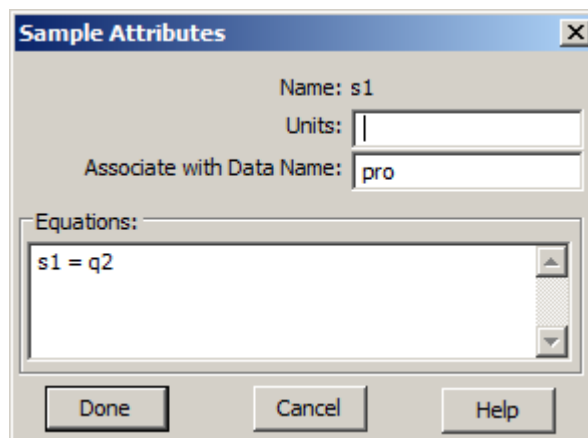 Sample Attributes
Name: s1
Units:
Associate with Data Name: pro
Equations:
s1 = q2
Done Cancel Help